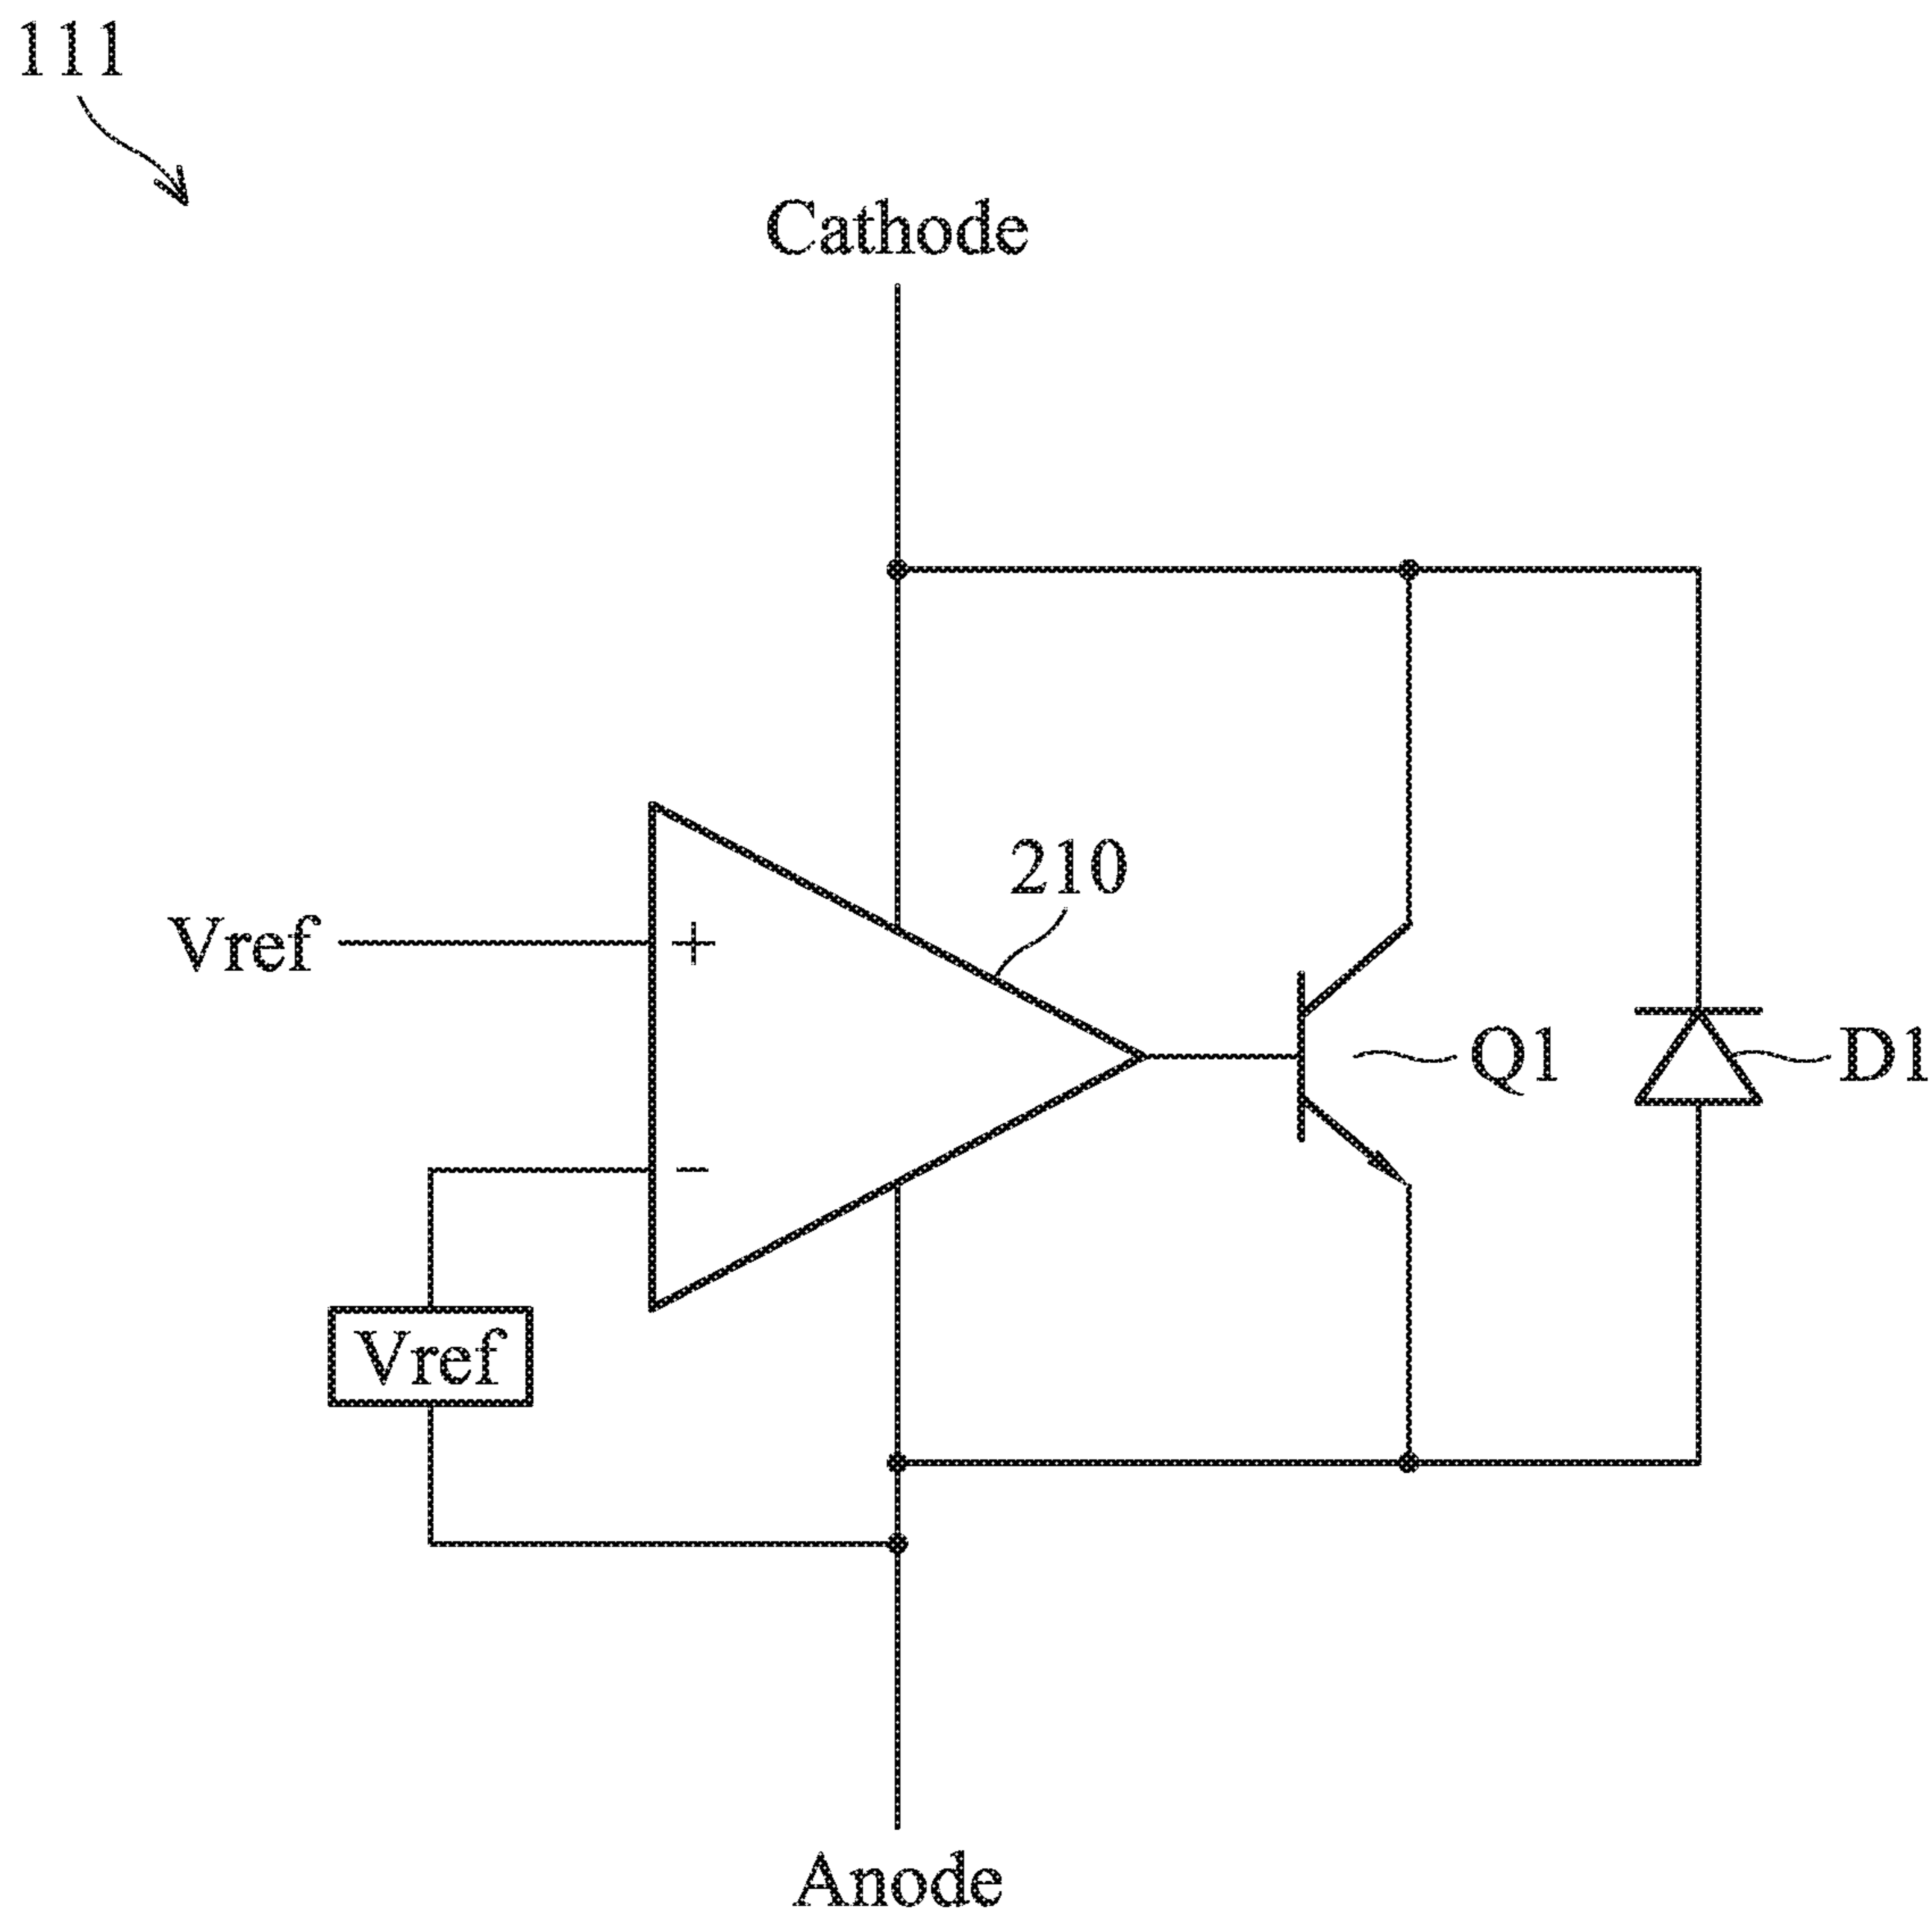 111
Cathode
210
Vref
+
Q1
D1
−
Vref
Anode